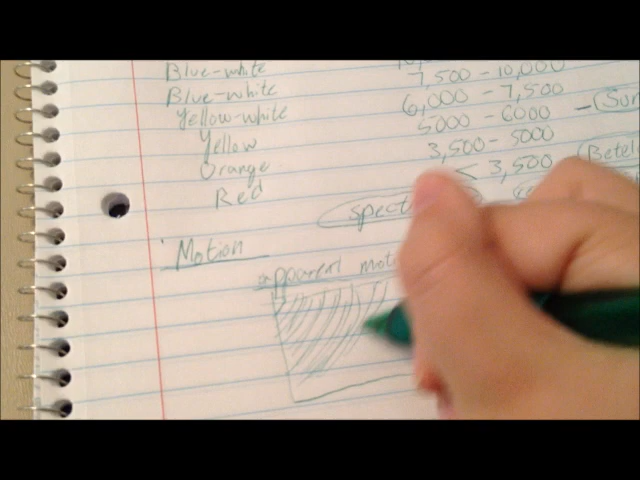 Blue-white 7,500 - 10,000
Blue-white 6,000 - 7,500
Yellow-white 5000 - 6000 - (Sun
Yellow 3,500 - 5000
Orange < 3,500 (Betel
Red
Motion
apparent